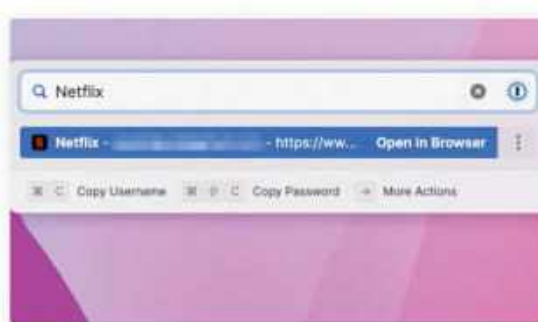 Netflix
Netflix - - https://ww... Open in Browser
⌘ C Copy Username ⌘ C Copy Password → More Actions